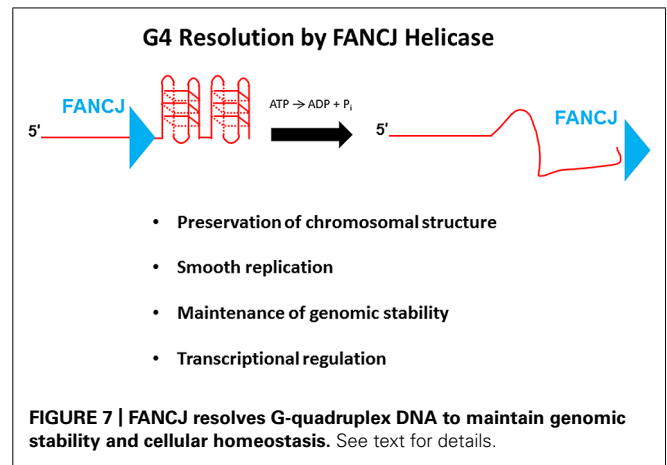 G4 Resolution by FANCJ Helicase
FANCJ
5'
ATP → ADP + Pi
5'
FANCJ
• Preservation of chromosomal structure
• Smooth replication
• Maintenance of genomic stability
• Transcriptional regulation
FIGURE 7 | FANCJ resolves G-quadruplex DNA to maintain genomic
stability and cellular homeostasis. See text for details.